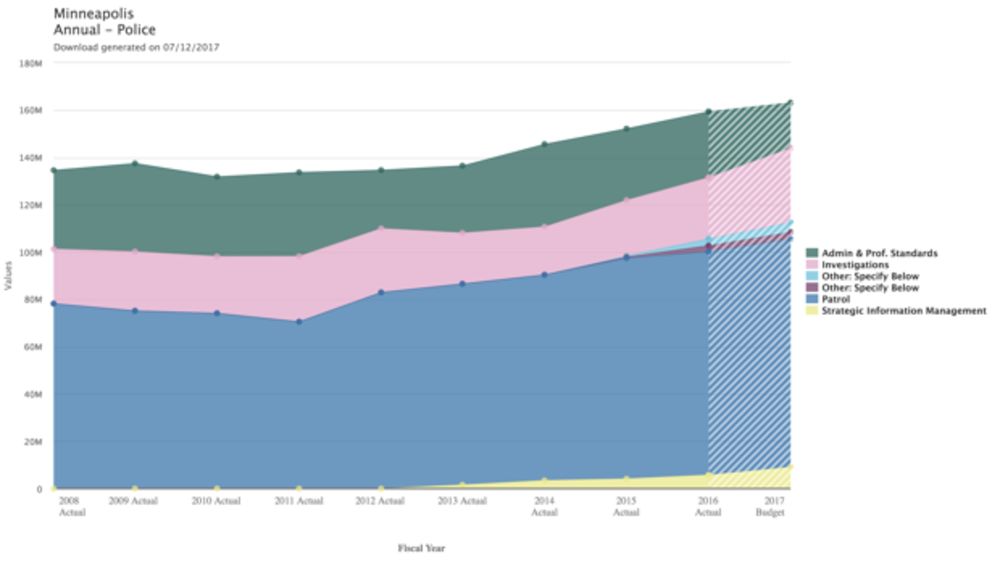 Minneapolis
Annual - Police
Download generated on 07/12/2017
180M
160M
140M
120M
100M
80M
60M
40M
20M
0
Values
2008 Actual
2009 Actual
2010 Actual
2011 Actual
2012 Actual
2013 Actual
2014 Actual
2015 Actual
2016 Actual
2017 Budget
Fiscal Year
Admin & Prof. Standards
Investigations
Other: Specify Below
Other: Specify Below
Patrol
Strategic Information Management